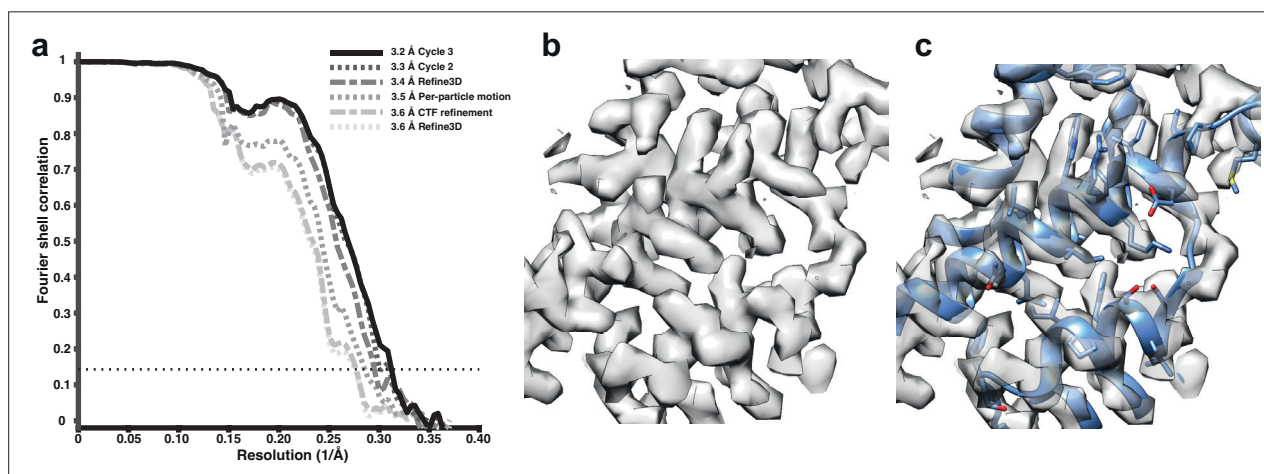 a
b
c
3.2 Å Cycle 3
3.3 Å Cycle 2
3.4 Å Refine3D
3.5 Å Per-particle motion
3.6 Å CTF refinement
3.6 Å Refine3D
Fourier shell correlation
1
0.9
0.8
0.7
0.6
0.5
0.4
0.3
0.2
0.1
0
0 0.05 0.10 0.15 0.20 0.25 0.30 0.35 0.40
Resolution (1/Å)